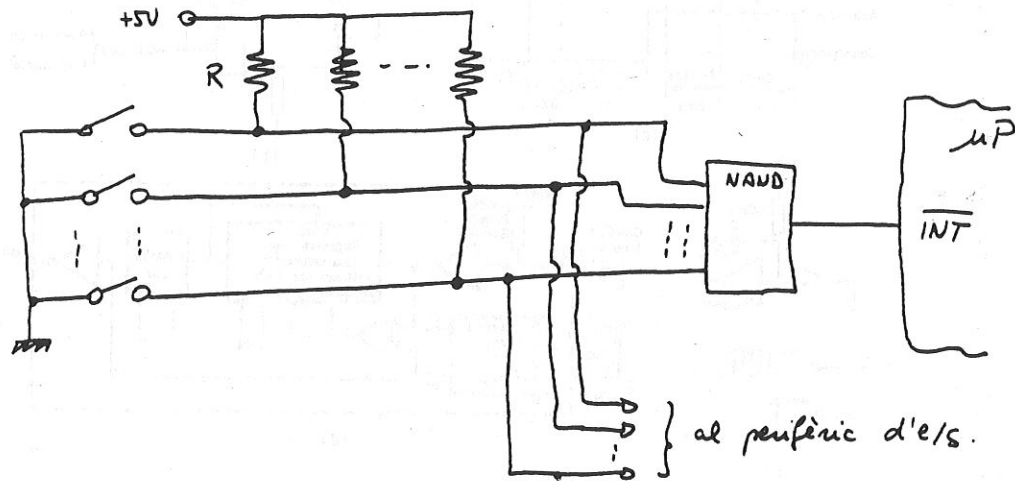 +5V
R
NAND
μP
INT
al perifèric d'e/s.